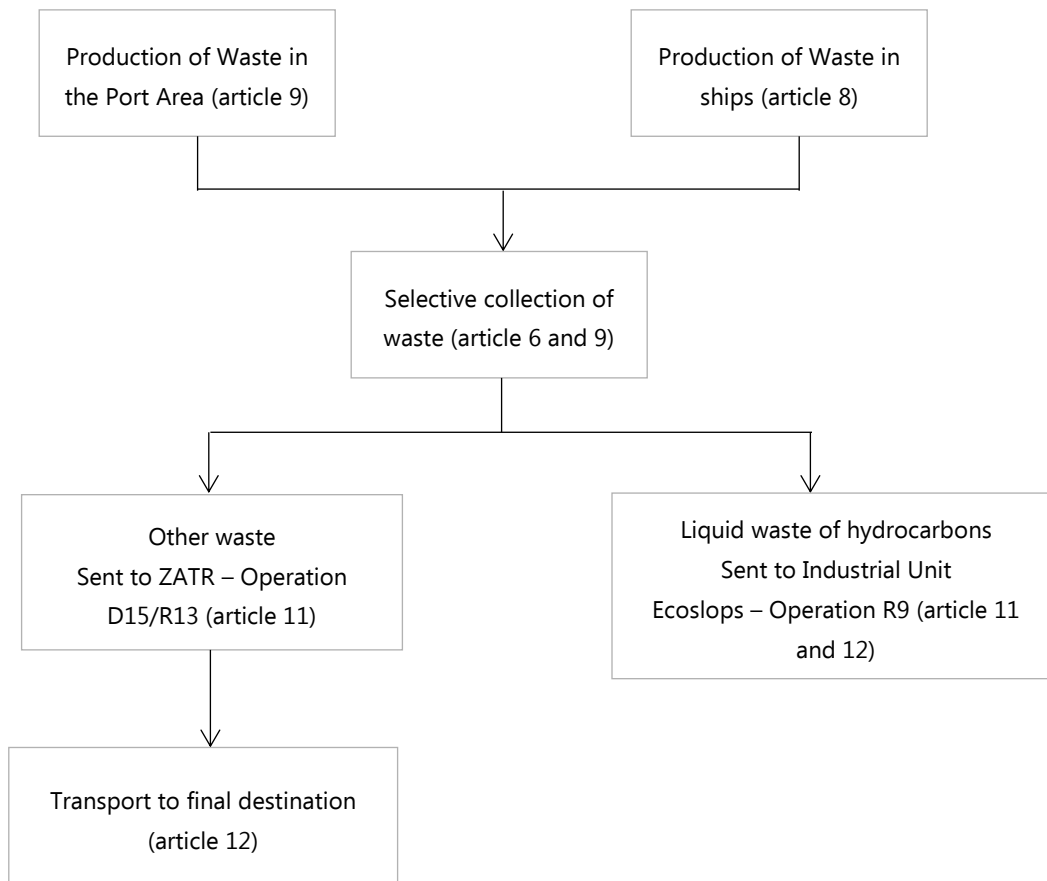 Production of Waste in
the Port Area (article 9)
Production of Waste in
ships (article 8)
Selective collection of
waste (article 6 and 9)
Other waste
Sent to ZATR – Operation
D15/R13 (article 11)
Liquid waste of hydrocarbons
Sent to Industrial Unit
Ecoslops – Operation R9 (article 11
and 12)
Transport to final destination
(article 12)